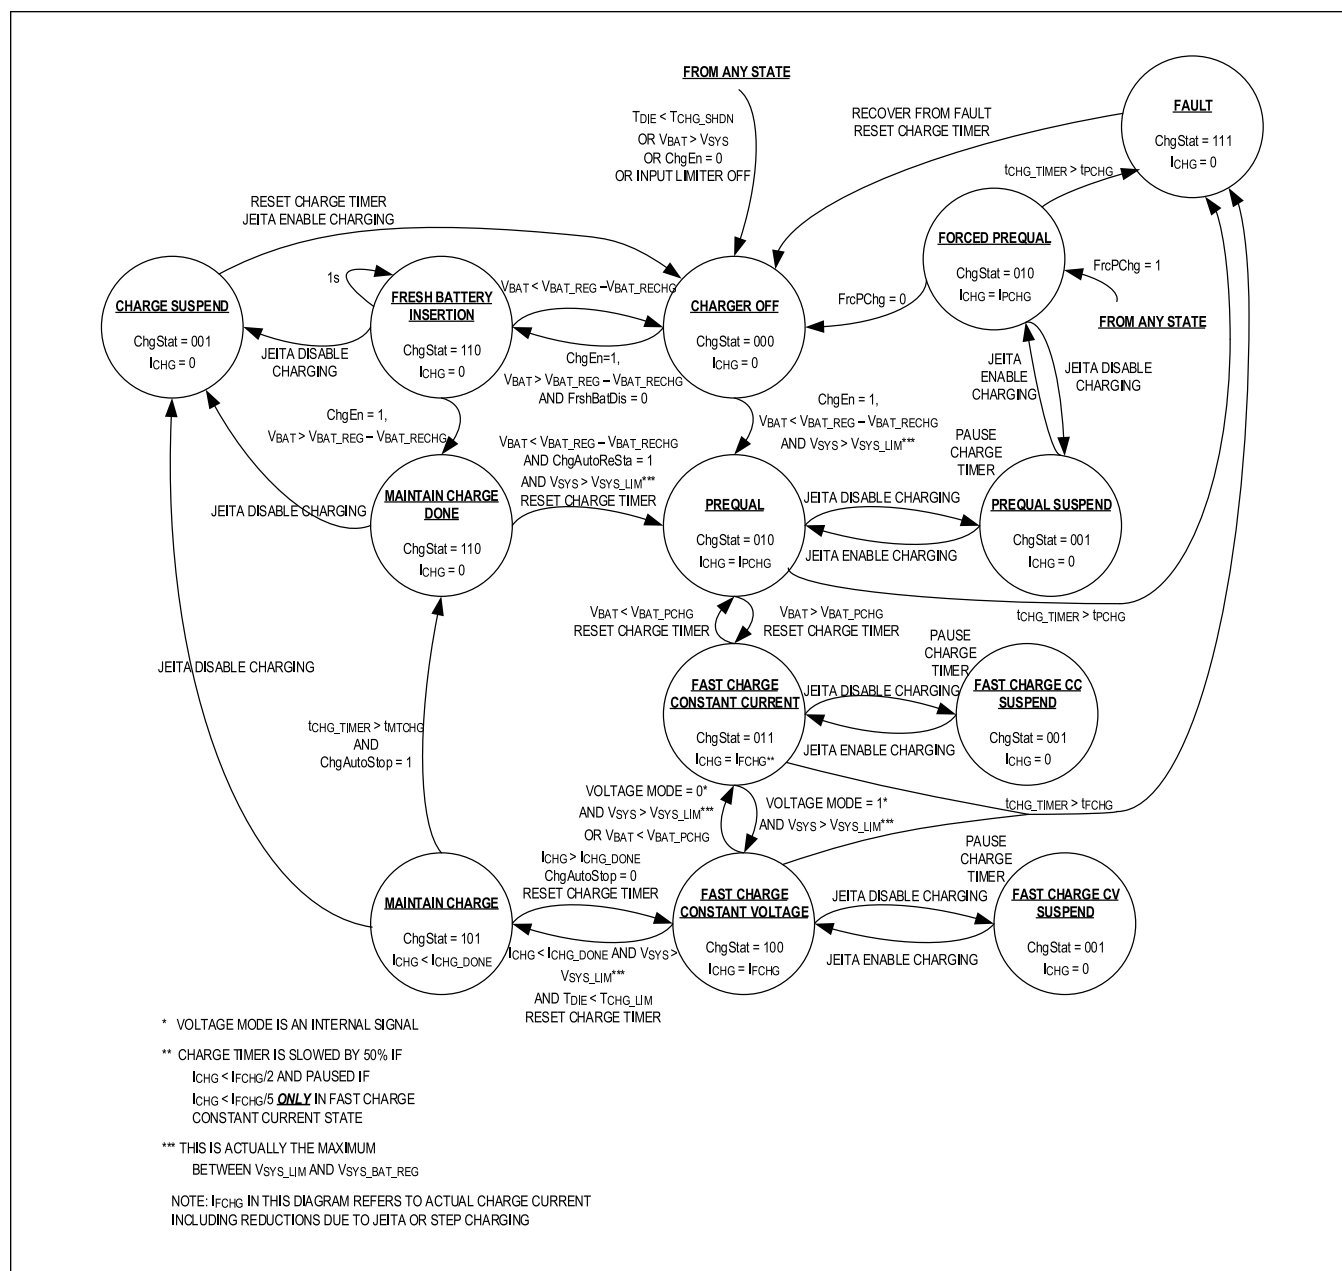 FROM ANY STATE
TDIE < TCHG_SHDN
OR VBAT > VSYS
OR ChgEn = 0
OR INPUT LIMITER OFF
RECOVER FROM FAULT
RESET CHARGE TIMER
FAULT
ChgStat = 111
ICHG = 0
tCHG_TIMER > tPCHG
RESET CHARGE TIMER
JEITA ENABLE CHARGING
FORCED PREQUAL
ChgStat = 010
ICHG = IPCHG
FrcPChg = 1
FROM ANY STATE
FrcPChg = 0
1s
CHARGE SUSPEND
ChgStat = 001
ICHG = 0
JEITA DISABLE
CHARGING
FRESH BATTERY
INSERTION
ChgStat = 110
ICHG = 0
VBAT < VBAT_REG –VBAT_RECHG
CHARGER OFF
ChgStat = 000
ICHG = 0
ChgEn=1,
VBAT > VBAT_REG – VBAT_RECHG
AND FrshBatDis = 0
JEITA
ENABLE
CHARGING
JEITA DISABLE
CHARGING
ChgEn = 1,
VBAT > VBAT_REG – VBAT_RECHG
VBAT < VBAT_REG – VBAT_RECHG
AND ChgAutoReSta = 1
AND VSYS > VSYS_LIM***
RESET CHARGE TIMER
ChgEn = 1,
VBAT < VBAT_REG – VBAT_RECHG
AND VSYS > VSYS_LIM***
PAUSE
CHARGE
TIMER
JEITA DISABLE CHARGING
MAINTAIN CHARGE
DONE
ChgStat = 110
ICHG = 0
PREQUAL
ChgStat = 010
ICHG = IPCHG
JEITA DISABLE CHARGING
JEITA ENABLE CHARGING
PREQUAL SUSPEND
ChgStat = 001
ICHG = 0
tCHG_TIMER > tPCHG
VBAT < VBAT_PCHG
RESET CHARGE TIMER
VBAT > VBAT_PCHG
RESET CHARGE TIMER
JEITA DISABLE CHARGING
FAST CHARGE
CONSTANT CURRENT
ChgStat = 011
ICHG = IFCHG**
PAUSE
CHARGE
TIMER
JEITA DISABLE CHARGING
JEITA ENABLE CHARGING
FAST CHARGE CC
SUSPEND
ChgStat = 001
ICHG = 0
tCHG_TIMER > tMTCHG
AND
ChgAutoStop = 1
tCHG_TIMER > tFCHG
VOLTAGE MODE = 0*
AND VSYS > VSYS_LIM***
OR VBAT < VBAT_PCHG
VOLTAGE MODE = 1*
AND VSYS > VSYS_LIM***
ICHG > ICHG_DONE
ChgAutoStop = 0
RESET CHARGE TIMER
MAINTAIN CHARGE
ChgStat = 101
ICHG < ICHG_DONE
FAST CHARGE
CONSTANT VOLTAGE
ChgStat = 100
ICHG = IFCHG
PAUSE
CHARGE
TIMER
JEITA DISABLE CHARGING
JEITA ENABLE CHARGING
FAST CHARGE CV
SUSPEND
ChgStat = 001
ICHG = 0
ICHG < ICHG_DONE AND VSYS >
VSYS_LIM***
AND TDIE < TCHG_LIM
RESET CHARGE TIMER
* VOLTAGE MODE IS AN INTERNAL SIGNAL
** CHARGE TIMER IS SLOWED BY 50% IF
ICHG < IFCHG/2 AND PAUSED IF
ICHG < IFCHG/5 ONLY IN FAST CHARGE
CONSTANT CURRENT STATE
*** THIS IS ACTUALLY THE MAXIMUM
BETWEEN VSYS_LIM AND VSYS_BAT_REG
NOTE: IFCHG IN THIS DIAGRAM REFERS TO ACTUAL CHARGE CURRENT
INCLUDING REDUCTIONS DUE TO JEITA OR STEP CHARGING